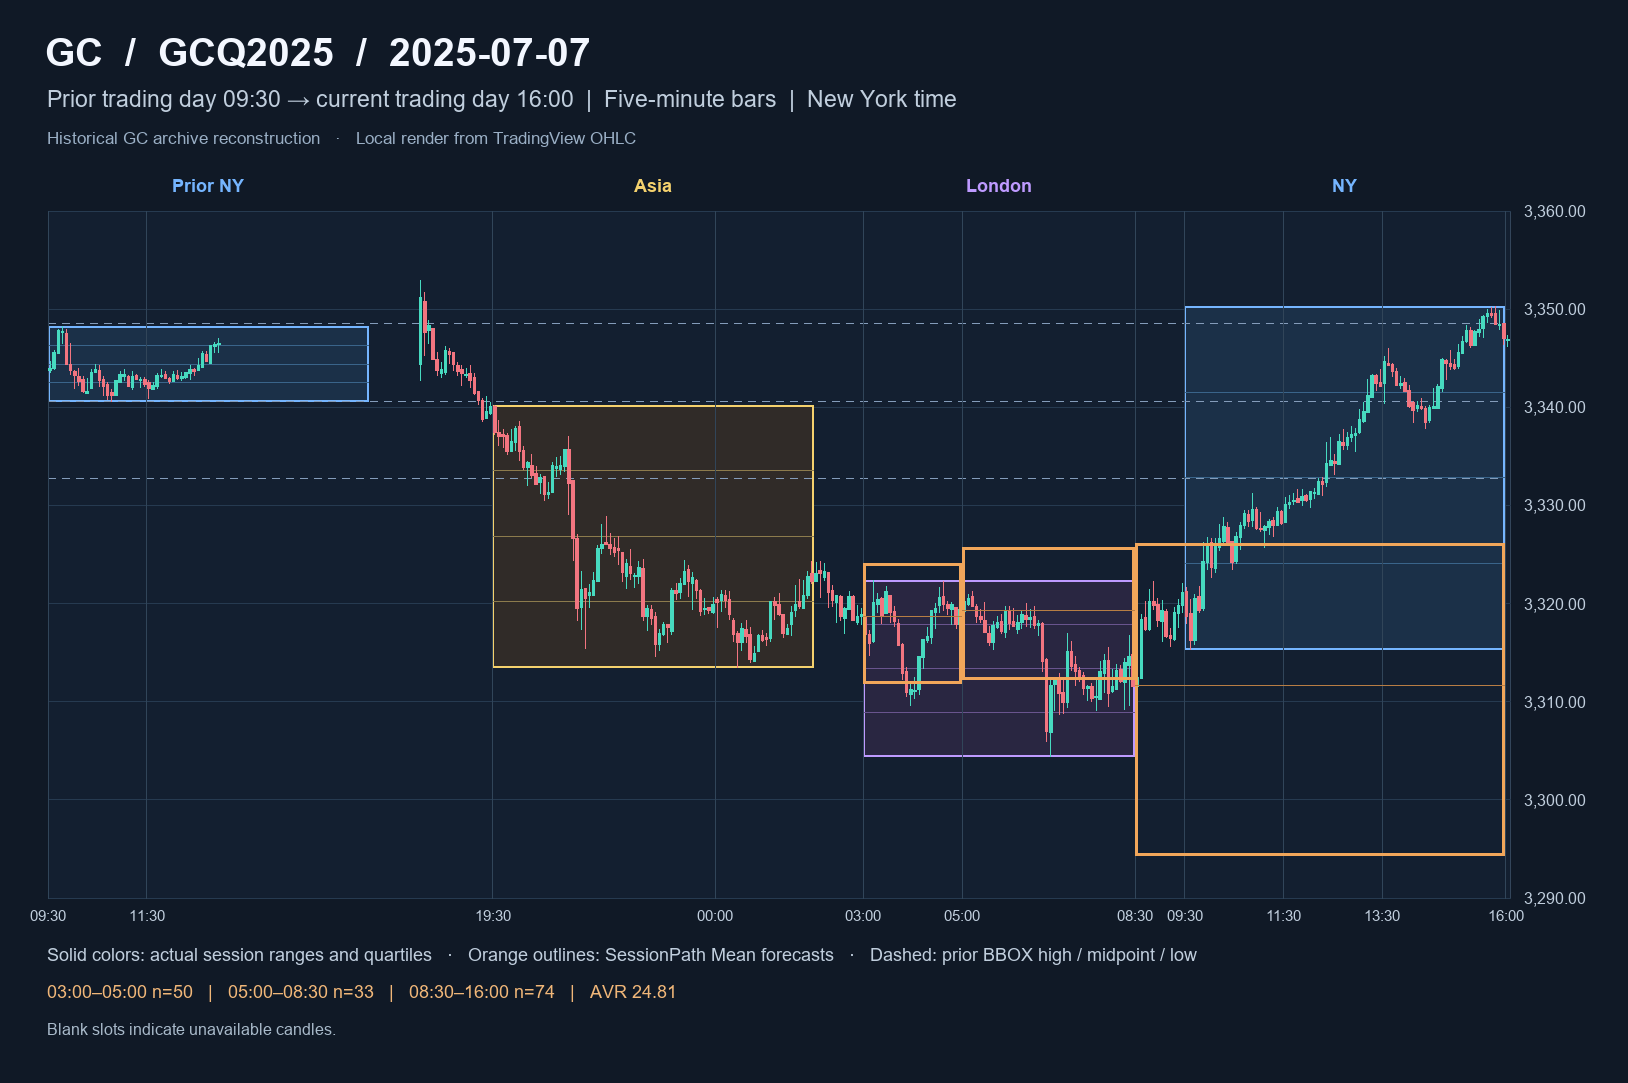 GC / GCQ2025 / 2025-07-07
Prior trading day 09:30 → current trading day 16:00 | Five-minute bars | New York time
Historical GC archive reconstruction · Local render from TradingView OHLC
Prior NY Asia London NY
3,360.00
3,350.00
3,340.00
3,330.00
3,320.00
3,310.00
3,300.00
3,290.00
09:30 11:30 19:30 00:00 03:00 05:00 08:30 09:30 11:30 13:30 16:00
Solid colors: actual session ranges and quartiles · Orange outlines: SessionPath Mean forecasts · Dashed: prior BBOX high / midpoint / low
03:00–05:00 n=50 | 05:00–08:30 n=33 | 08:30–16:00 n=74 | AVR 24.81
Blank slots indicate unavailable candles.